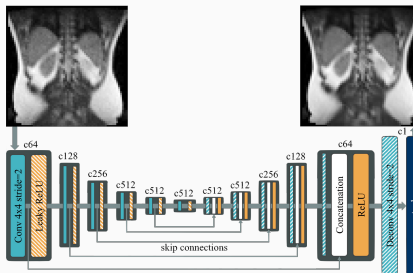 c64
c128
c256
c512
c512
c512
c512
c512
c256
c128
c64
c1
Conv 4x4 stride=2
Leaky ReLU
Concatenation
ReLU
Deconv 4x4 stride=2
skip connections